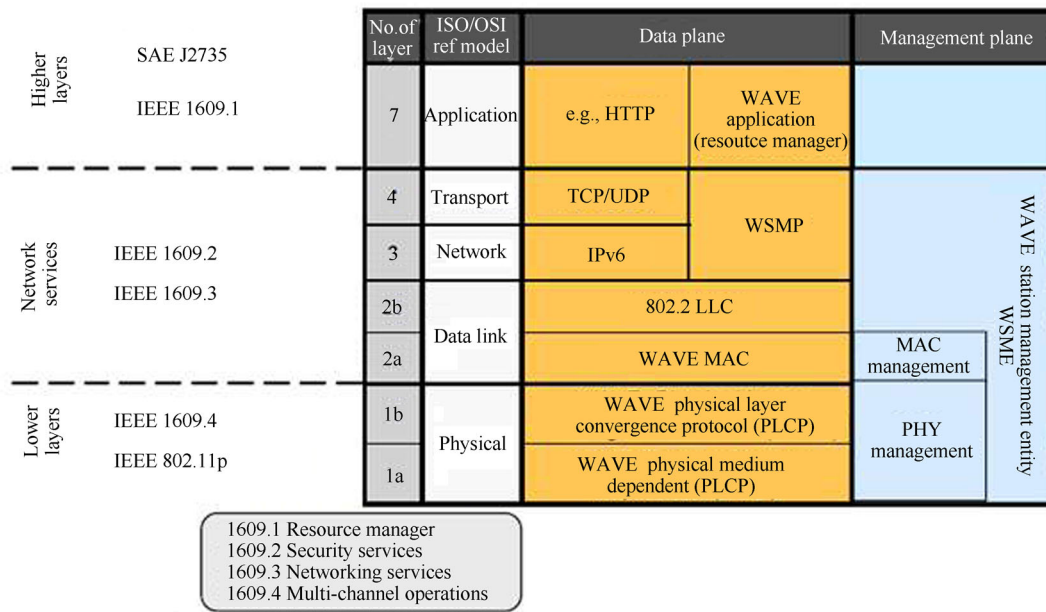 No.of
layer
ISO/OSI
ref model
Data plane
Management plane
Higher
layers
SAE J2735
IEEE 1609.1
7
Application
e.g., HTTP
WAVE
application
(resoutce manager)
Network
services
IEEE 1609.2
IEEE 1609.3
4
Transport
TCP/UDP
WSMP
3
Network
IPv6
2b
Data link
802.2 LLC
2a
WAVE MAC
MAC
management
WAVE station management entity
WSME
Lower
layers
IEEE 1609.4
IEEE 802.11p
1b
Physical
WAVE physical layer
convergence protocol (PLCP)
PHY
management
1a
WAVE physical medium
dependent (PLCP)
1609.1 Resource manager
1609.2 Security services
1609.3 Networking services
1609.4 Multi-channel operations